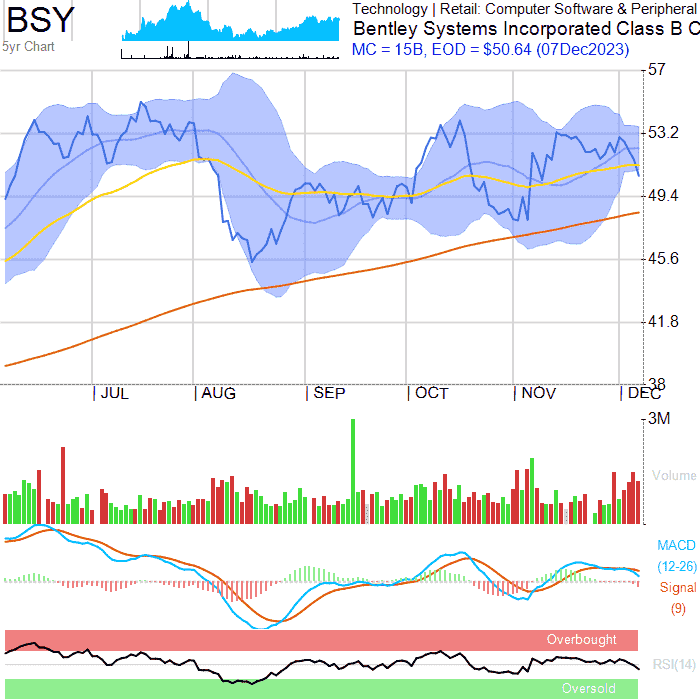 BSY
5yr Chart
Technology | Retail: Computer Software & Peripheral
Bentley Systems Incorporated Class B C
MC = 15B, EOD = $50.64 (07Dec2023)
57
53.2
49.4
45.6
41.8
38
JUL
AUG
SEP
OCT
NOV
DEC
3M
Volume
MACD
(12-26)
Signal
(9)
Overbought
RSI(14)
Oversold